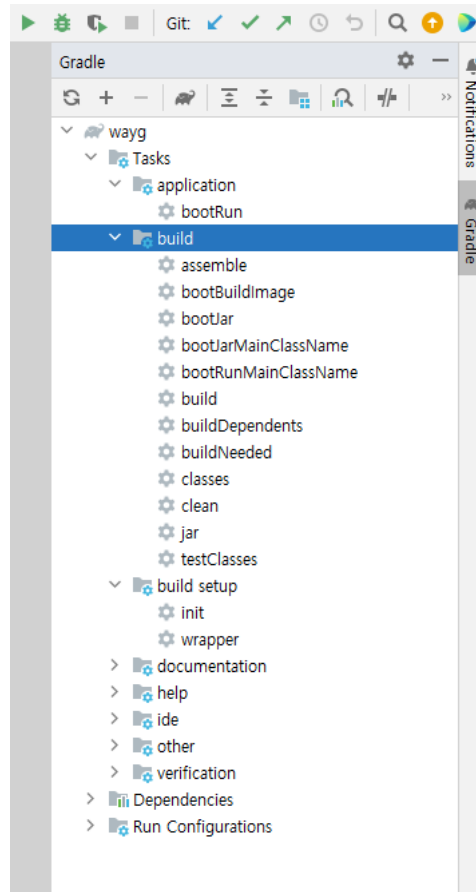 Git:
Gradle
wayg
Tasks
application
bootRun
build
assemble
bootBuildImage
bootJar
bootJarMainClassName
bootRunMainClassName
build
buildDependents
buildNeeded
classes
clean
jar
testClasses
build setup
init
wrapper
documentation
help
ide
other
verification
Dependencies
Run Configurations
Notifications
Gradle